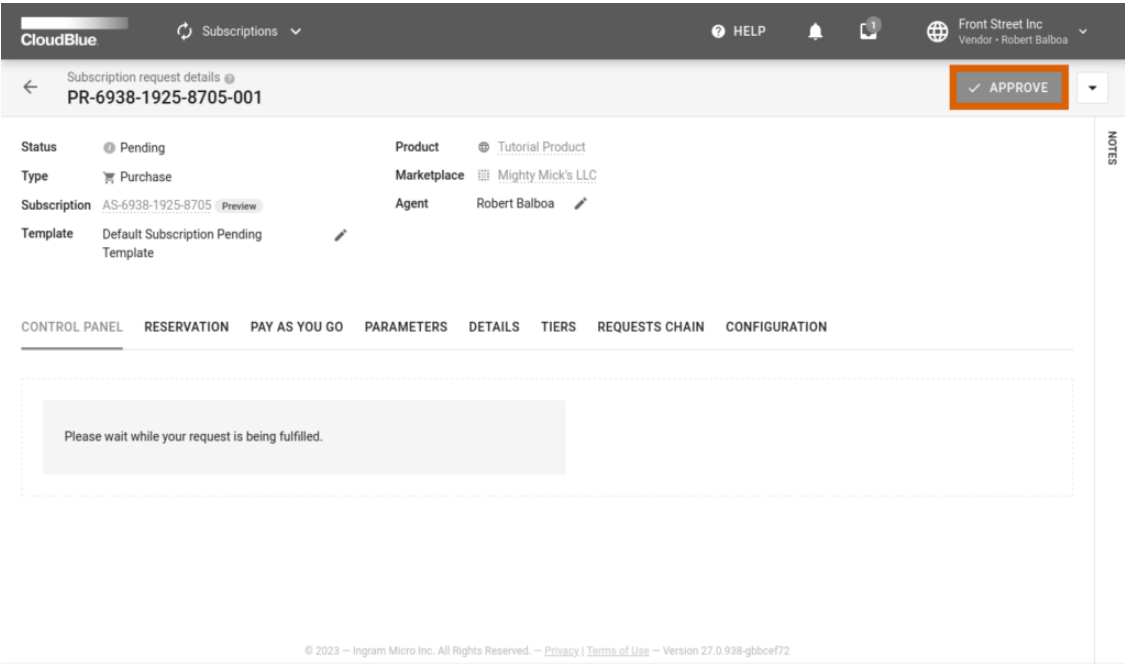 CloudBlue.
Subscriptions
HELP
1
Front Street Inc
Vendor • Robert Balboa
Subscription request details
PR-6938-1925-8705-001
APPROVE
NOTES
Status Pending
Type Purchase
Subscription AS-6938-1925-8705 Preview
Template Default Subscription Pending
Template
Product Tutorial Product
Marketplace Mighty Mick's LLC
Agent Robert Balboa
CONTROL PANEL RESERVATION PAY AS YOU GO PARAMETERS DETAILS TIERS REQUESTS CHAIN CONFIGURATION
Please wait while your request is being fulfilled.
© 2023 – Ingram Micro Inc. All Rights Reserved. – Privacy | Terms of Use – Version 27.0.938-gbbcef72